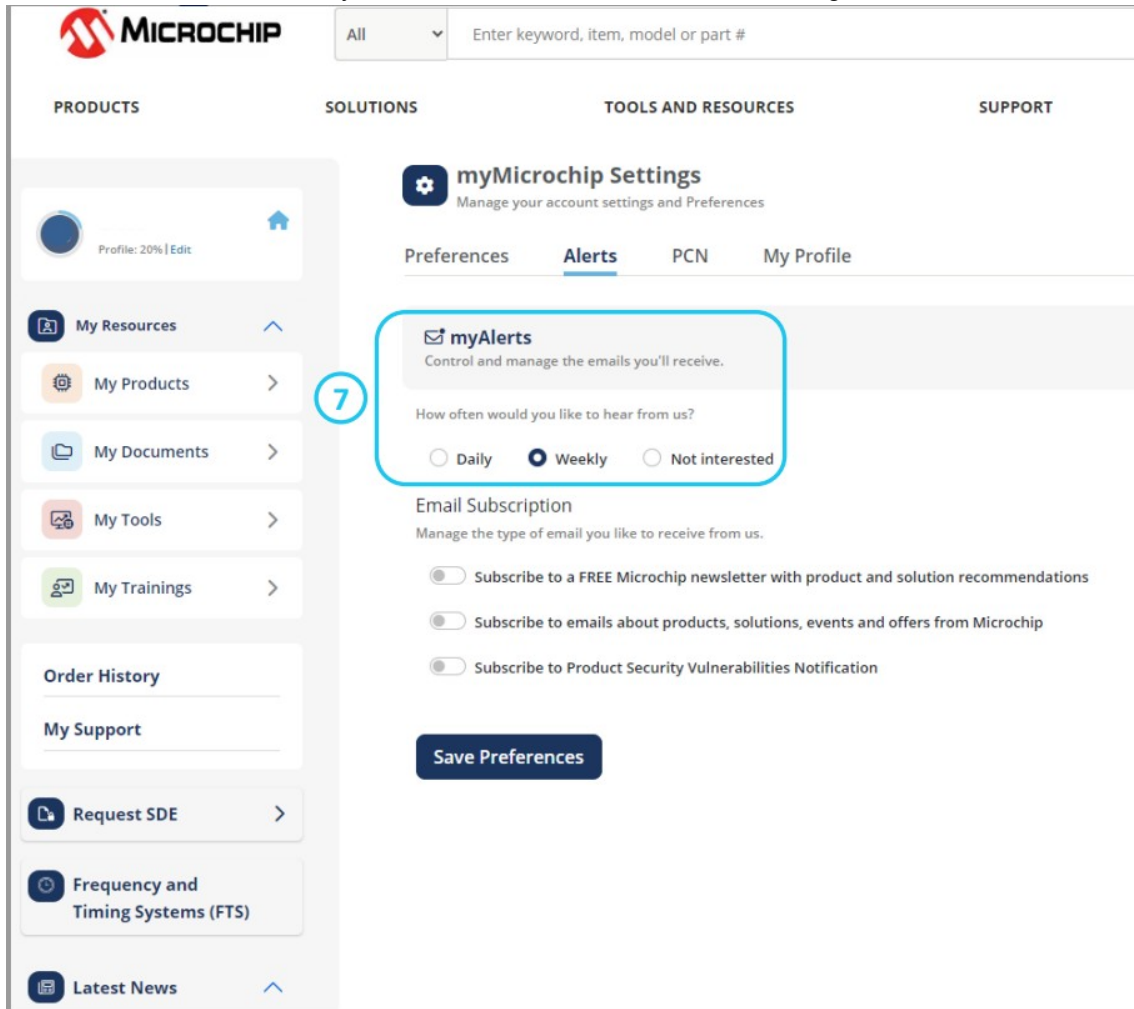 MICROCHIP
All
Enter keyword, item, model or part #
PRODUCTS
SOLUTIONS
TOOLS AND RESOURCES
SUPPORT
Profile: 20% | Edit
My Resources
My Products
My Documents
My Tools
My Trainings
Order History
My Support
Request SDE
Frequency and
Timing Systems (FTS)
Latest News
myMicrochip Settings
Manage your account settings and Preferences
Preferences
Alerts
PCN
My Profile
7
myAlerts
Control and manage the emails you'll receive.
How often would you like to hear from us?
Daily
Weekly
Not interested
Email Subscription
Manage the type of email you like to receive from us.
Subscribe to a FREE Microchip newsletter with product and solution recommendations
Subscribe to emails about products, solutions, events and offers from Microchip
Subscribe to Product Security Vulnerabilities Notification
Save Preferences